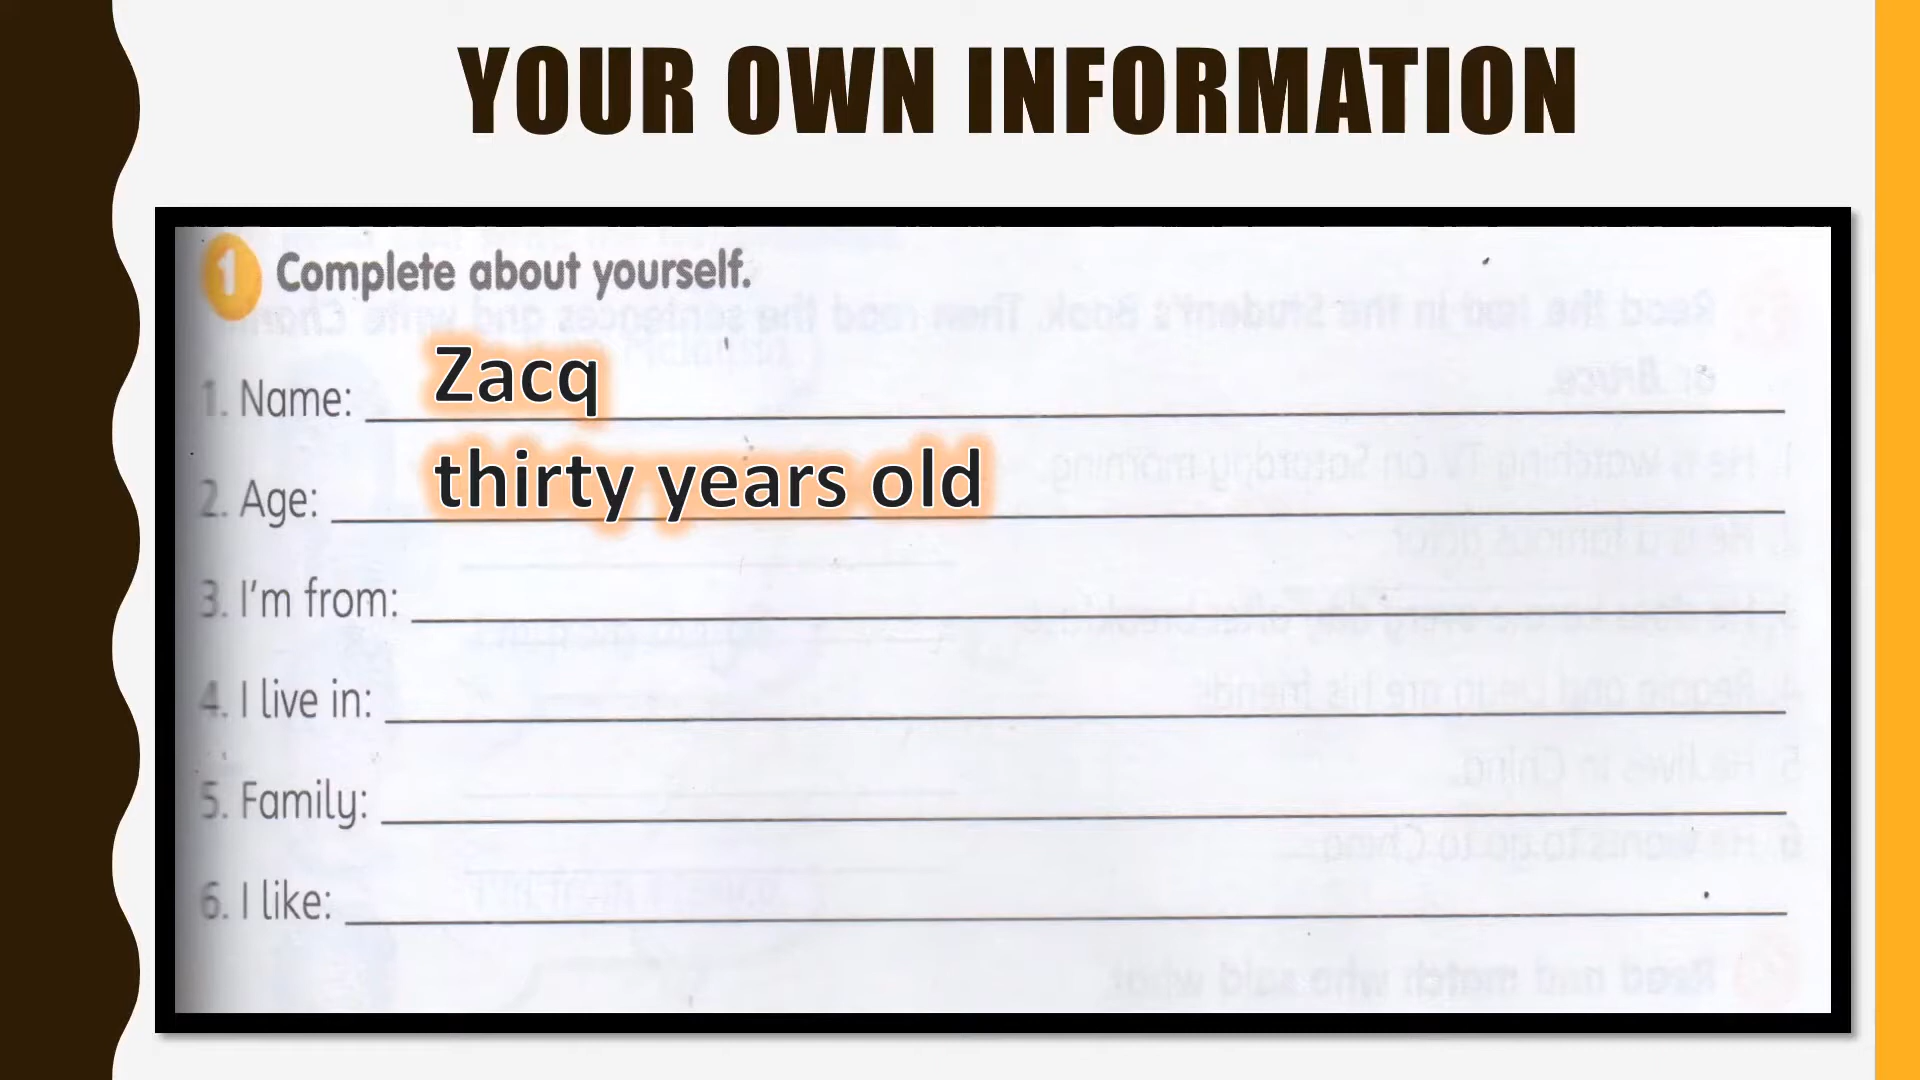 YOUR OWN INFORMATION
1 Complete about yourself.
1. Name: Zacq
2. Age: thirty years old
3. I'm from:
4. I live in:
5. Family:
6. I like: